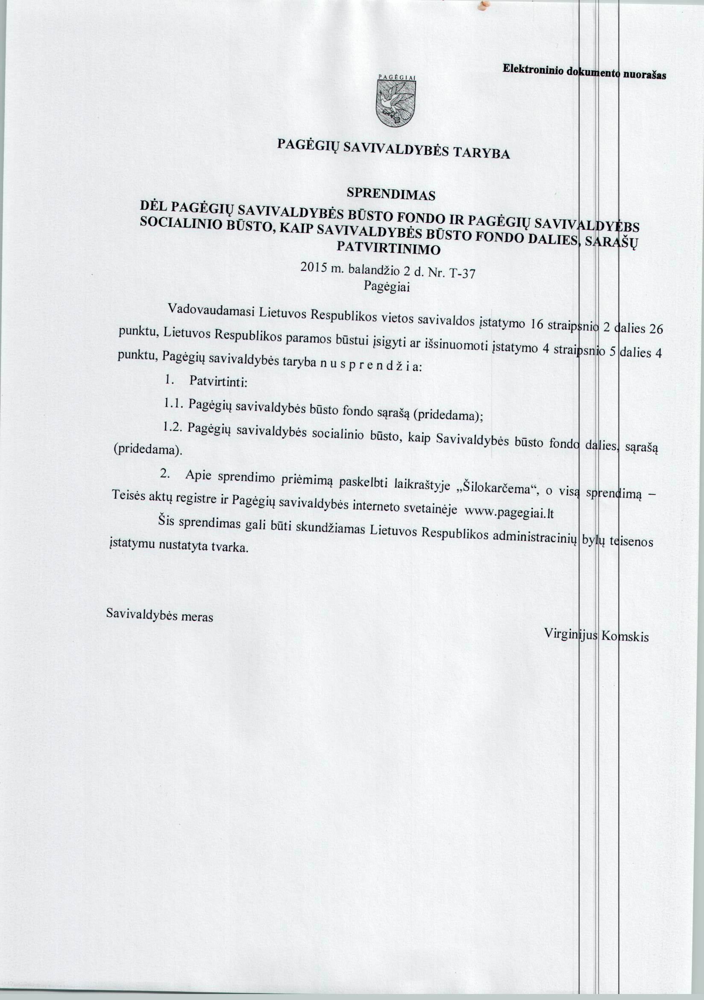 Elektroninio dokumento nuorašas
PAGĖGIAI
PAGĖGIŲ SAVIVALDYBĖS TARYBA
SPRENDIMAS
DĖL PAGĖGIŲ SAVIVALDYBĖS BŪSTO FONDO IR PAGĖGIŲ SAVIVALDYĖBS
SOCIALINIO BŪSTO, KAIP SAVIVALDYBĖS BŪSTO FONDO DALIES, SARAŠŲ
PATVIRTINIMO
2015 m. balandžio 2 d. Nr. T-37
Pagėgiai
Vadovaudamasi Lietuvos Respublikos vietos savivaldos įstatymo 16 straipsnio 2 dalies 26
punktu, Lietuvos Respublikos paramos būstui įsigyti ar išsinuomoti įstatymo 4 straipsnio 5 dalies 4
punktu, Pagėgių savivaldybės taryba n u s p r e n d ž i a:
1. Patvirtinti:
1.1. Pagėgių savivaldybės būsto fondo sąrašą (pridedama);
1.2. Pagėgių savivaldybės socialinio būsto, kaip Savivaldybės būsto fondo dalies, sąrašą
(pridedama).
2. Apie sprendimo priėmimą paskelbti laikraštyje „Šilokarčema“, o visą sprendimą –
Teisės aktų registre ir Pagėgių savivaldybės interneto svetainėje www.pagegiai.lt
Šis sprendimas gali būti skundžiamas Lietuvos Respublikos administracinių bylų teisenos
įstatymu nustatyta tvarka.
Savivaldybės meras
Virginijus Komskis